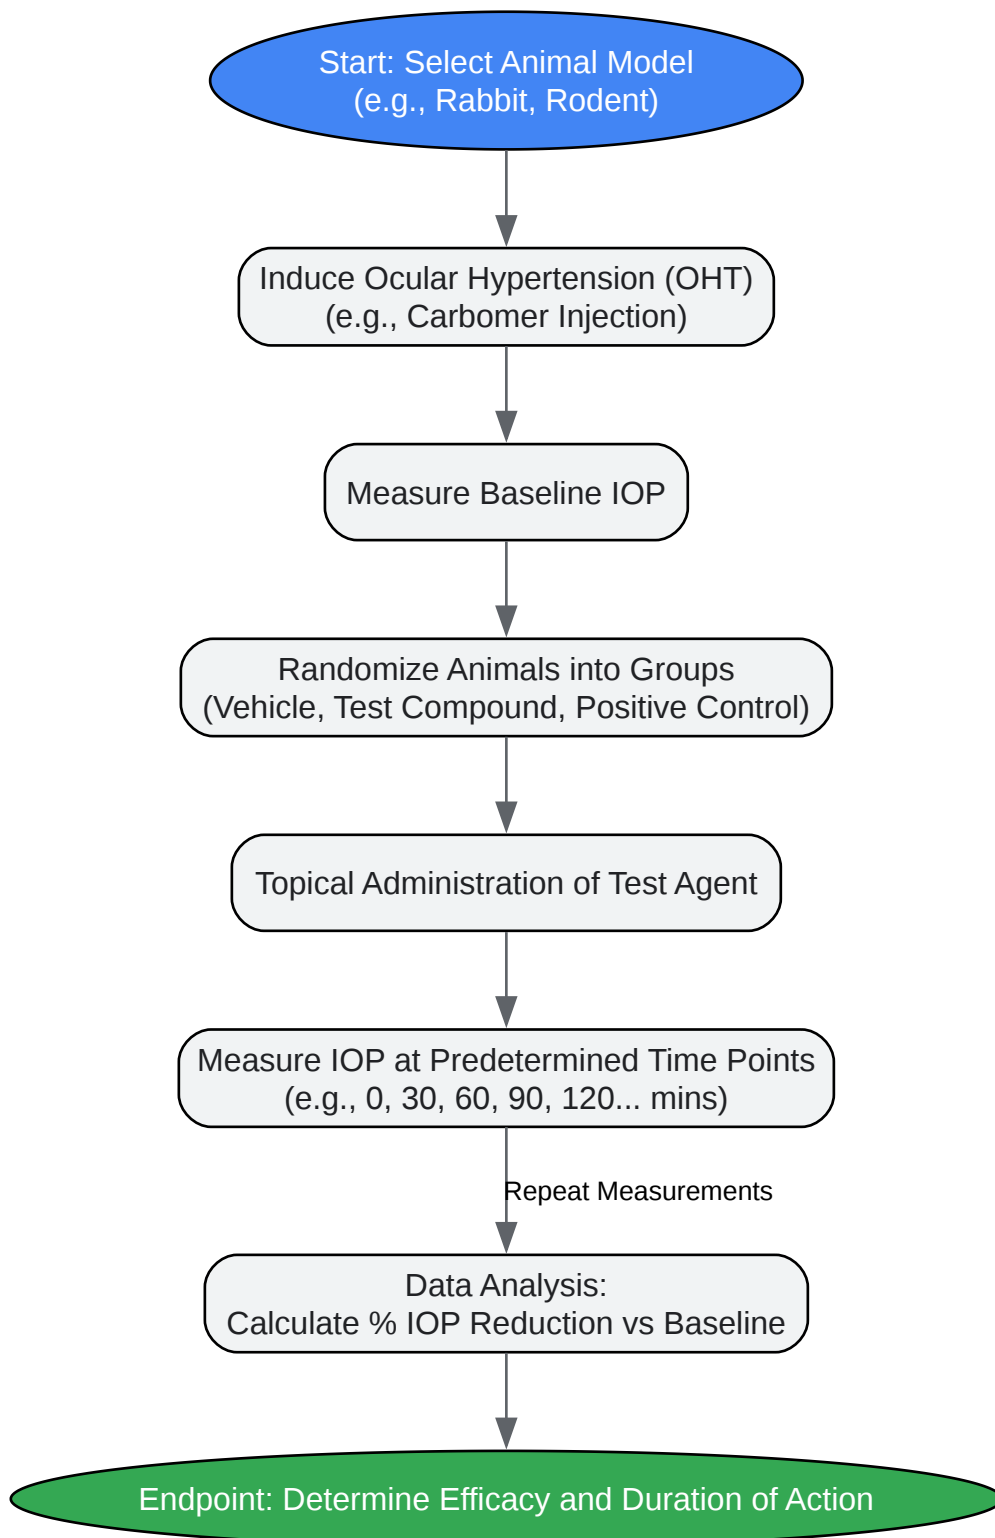 Start: Select Animal Model
(e.g., Rabbit, Rodent)
Induce Ocular Hypertension (OHT)
(e.g., Carbomer Injection)
Measure Baseline IOP
Randomize Animals into Groups
(Vehicle, Test Compound, Positive Control)
Topical Administration of Test Agent
Measure IOP at Predetermined Time Points
(e.g., 0, 30, 60, 90, 120... mins)
Repeat Measurements
Data Analysis:
Calculate % IOP Reduction vs Baseline
Endpoint: Determine Efficacy and Duration of Action